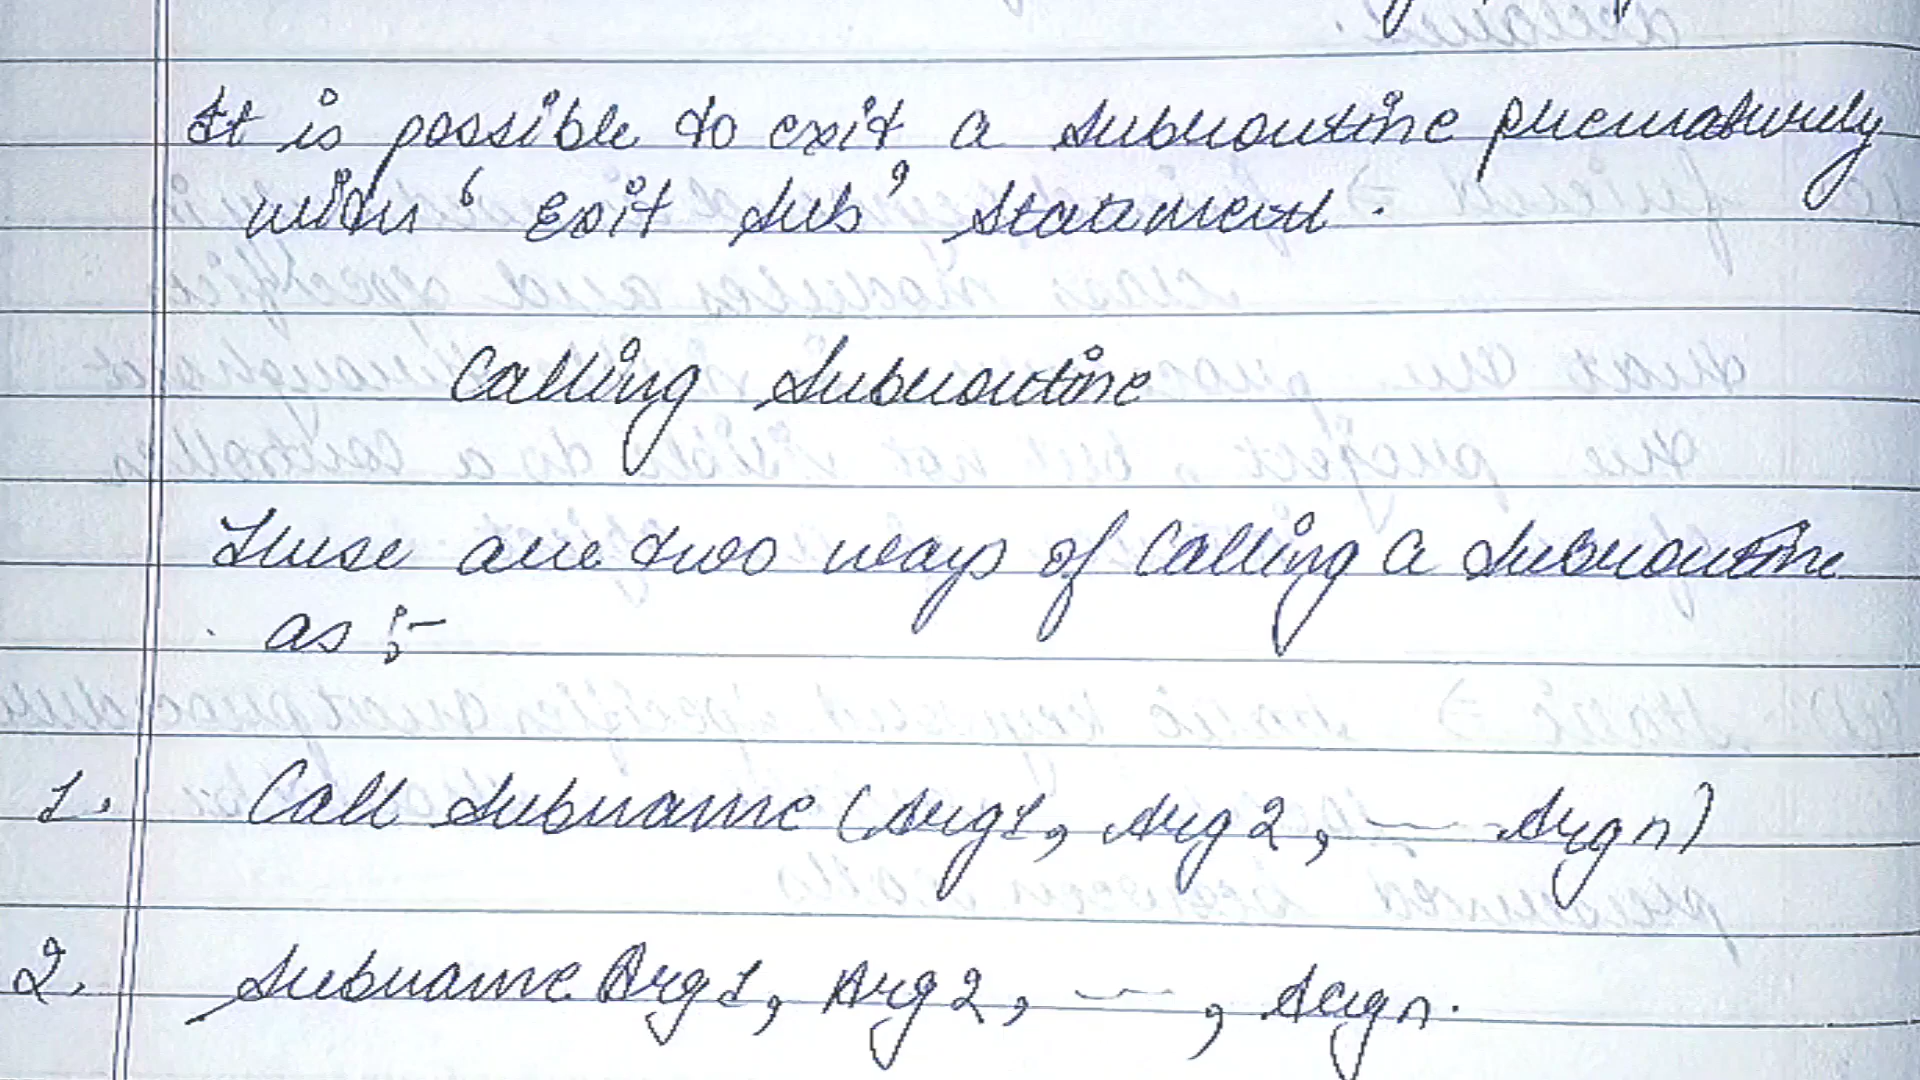 It is possible to exit a subroutine prematurely
with 'Exit Sub' statement.
Calling Subroutine
These are two ways of Calling a Subroutine
as :-
1. Call Subname (Arg1, Arg2, ---- Argn)
2. Subname Arg1, Arg2, ----, Argn.